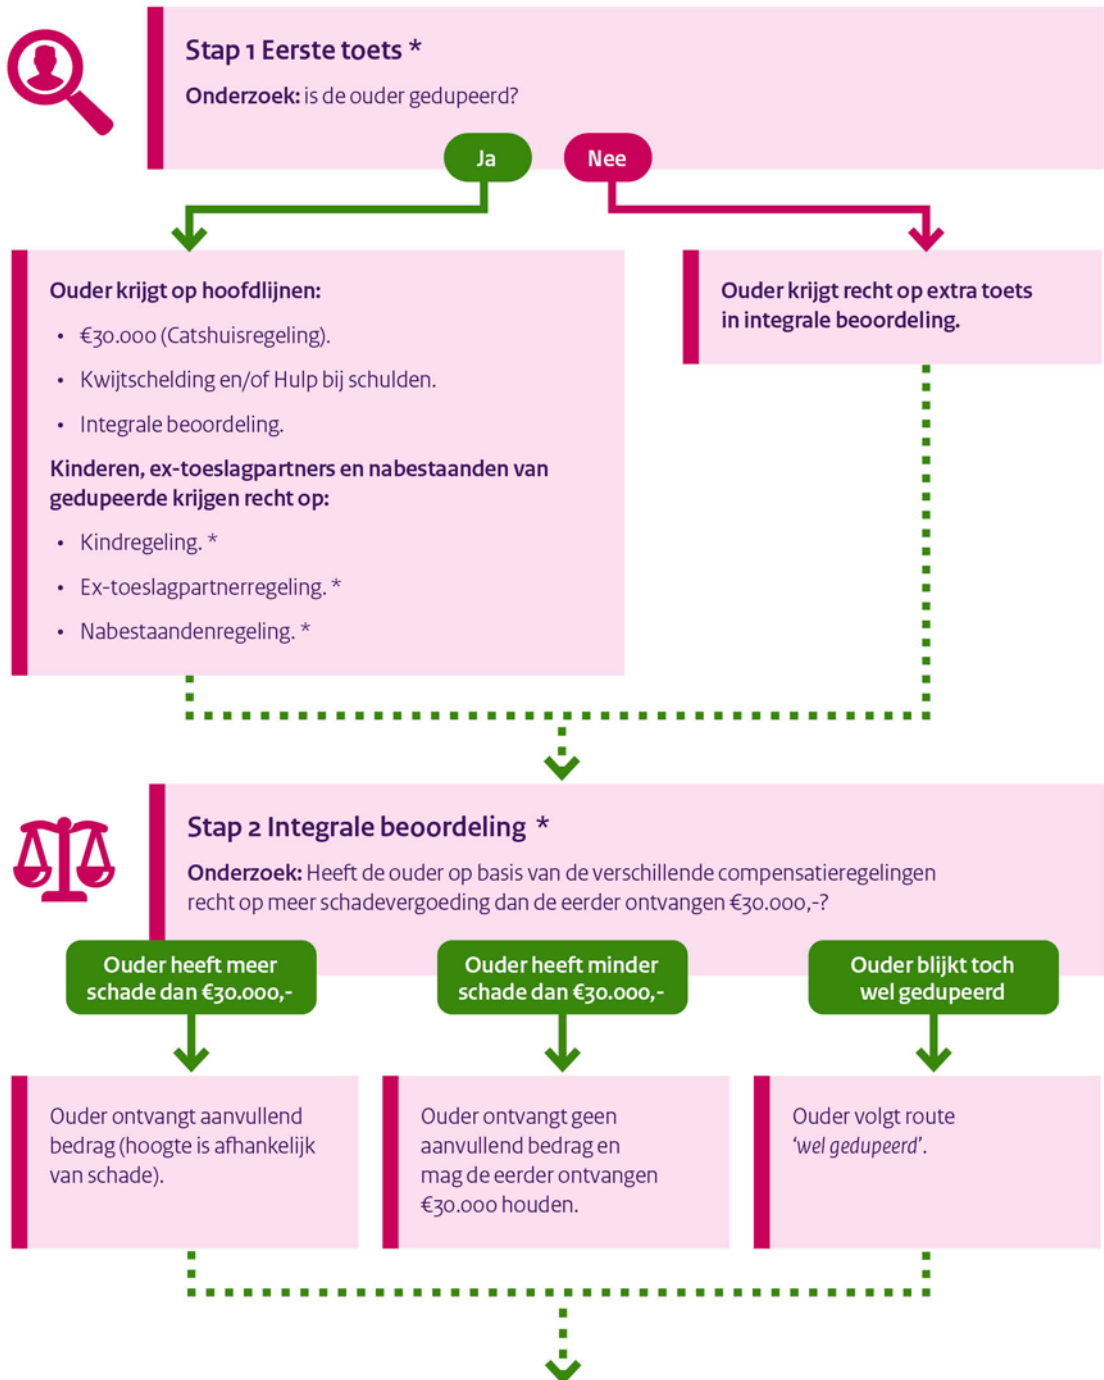 Stap 1 Eerste toets *
Onderzoek: is de ouder gedupeerd?
Ja
Nee
Ouder krijgt op hoofdlijnen:
• €30.000 (Catshuisregeling).
• Kwijtschelding en/of Hulp bij schulden.
• Integrale beoordeling.
Kinderen, ex-toeslagpartners en nabestaanden van
gedupeerde krijgen recht op:
• Kindregeling. *
• Ex-toeslagpartnerregeling. *
• Nabestaandenregeling. *
Ouder krijgt recht op extra toets
in integrale beoordeling.
Stap 2 Integrale beoordeling *
Onderzoek: Heeft de ouder op basis van de verschillende compensatieregelingen
recht op meer schadevergoeding dan de eerder ontvangen €30.000,-?
Ouder heeft meer
schade dan €30.000,-
Ouder heeft minder
schade dan €30.000,-
Ouder blijkt toch
wel gedupeerd
Ouder ontvangt aanvullend
bedrag (hoogte is afhankelijk
van schade).
Ouder ontvangt geen
aanvullend bedrag en
mag de eerder ontvangen
€30.000 houden.
Ouder volgt route
‘wel gedupeerd’.